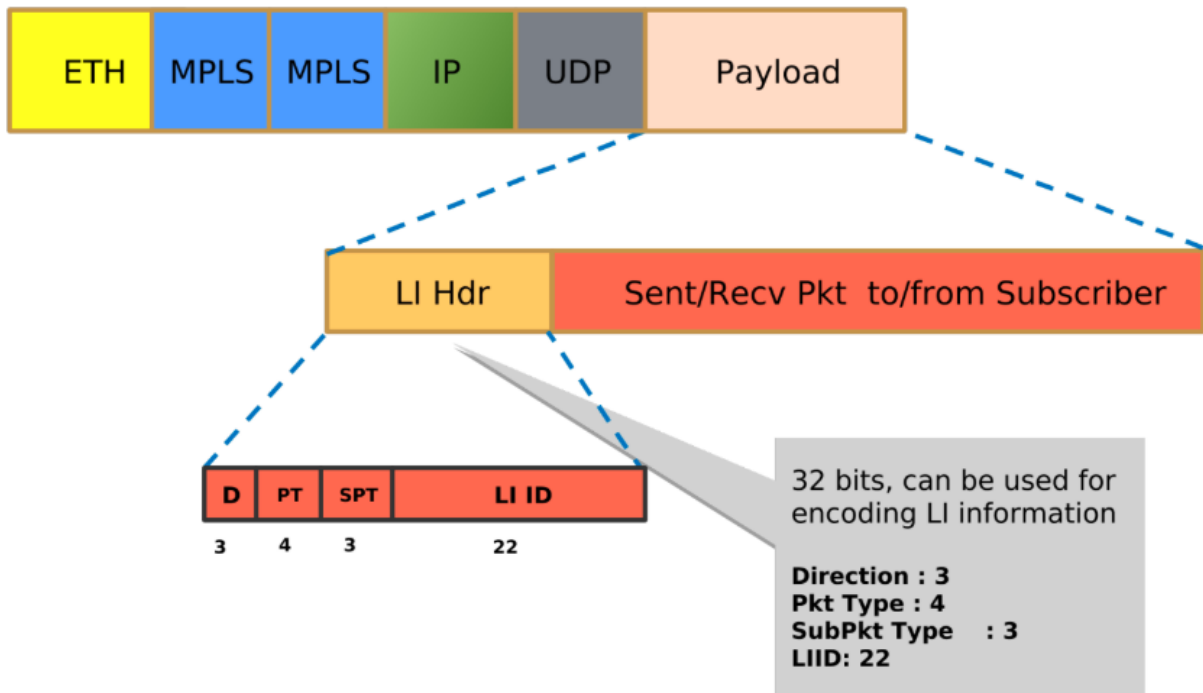 ETH MPLS MPLS IP UDP Payload
LI Hdr Sent/Recv Pkt to/from Subscriber
D PT SPT LI ID
3 4 3 22
32 bits, can be used for
encoding LI information
Direction : 3
Pkt Type : 4
SubPkt Type : 3
LIID: 22